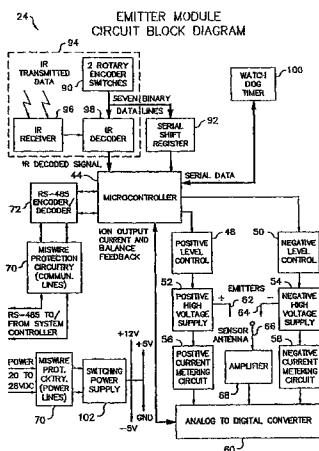 24
EMITTER MODULE
CIRCUIT BLOCK DIAGRAM
94
IR
TRANSMITTED
DATA
2 ROTARY
ENCODER
SWITCHES
90
96
98
IR
RECEIVER
IR
DECODER
SEVEN BINARY
DATA LINES
SERIAL
SHIFT
REGISTER
92
WATCH
DOG
TIMER
100
IR DECODED SIGNAL
SERIAL DATA
44
MICROCONTROLLER
RS-485
ENCODER/
DECODER
72
ION OUTPUT
CURRENT AND
BALANCE
FEEDBACK
70
MISWIRE
PROTECTION
CIRCUITRY
(COMMUN.
LINES)
RS-485 TO/
FROM SYSTEM
CONTROLLER
48
POSITIVE
LEVEL
CONTROL
50
NEGATIVE
LEVEL
CONTROL
52
POSITIVE
HIGH
VOLTAGE
SUPPLY
EMITTERS
+
62
64
-
54
NEGATIVE
HIGH
VOLTAGE
SUPPLY
SENSOR
ANTENNA
66
56
POSITIVE
CURRENT
METERING
CIRCUIT
AMPLIFIER
68
58
NEGATIVE
CURRENT
METERING
CIRCUIT
POWER
20 TO
28VDC
MISWIRE
PROT.
CKTRY.
(POWER
LINES)
70
SWITCHING
POWER
SUPPLY
102
+12V
+5V
-5V
GND
ANALOG TO DIGITAL CONVERTER
60